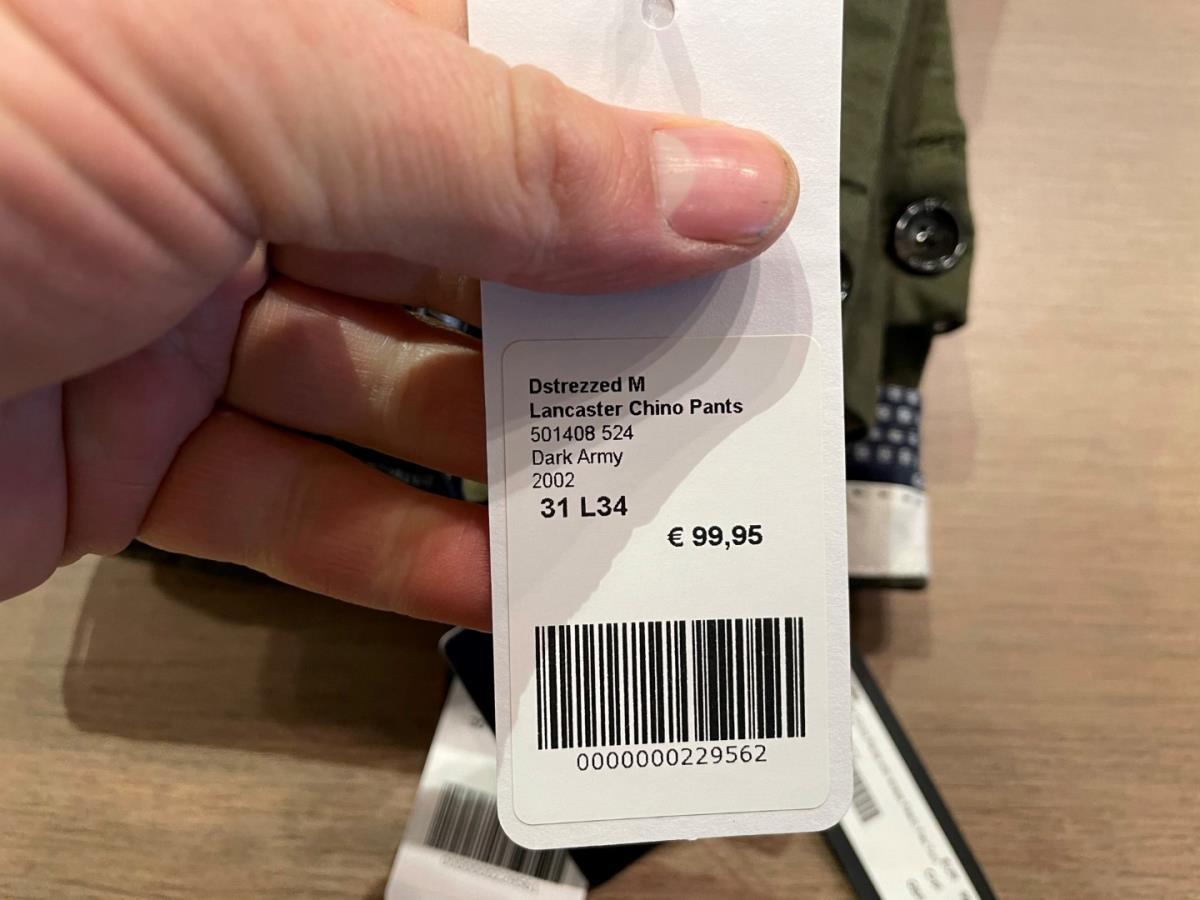 Dstrezzed M
Lancaster Chino Pants
501408 524
Dark Army
2002
31 L34
€ 99,95
0000000229562